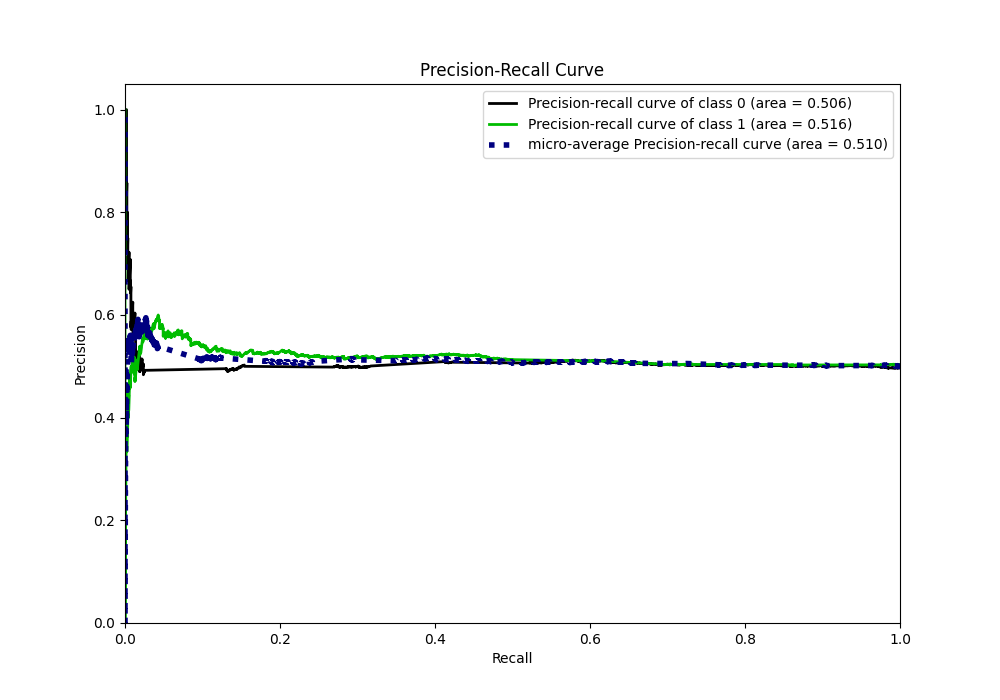 Precision-Recall Curve
Precision-recall curve of class 0 (area = 0.506)
Precision-recall curve of class 1 (area = 0.516)
micro-average Precision-recall curve (area = 0.510)
Precision
1.0
0.8
0.6
0.4
0.2
0.0
0.0 0.2 0.4 0.6 0.8 1.0
Recall